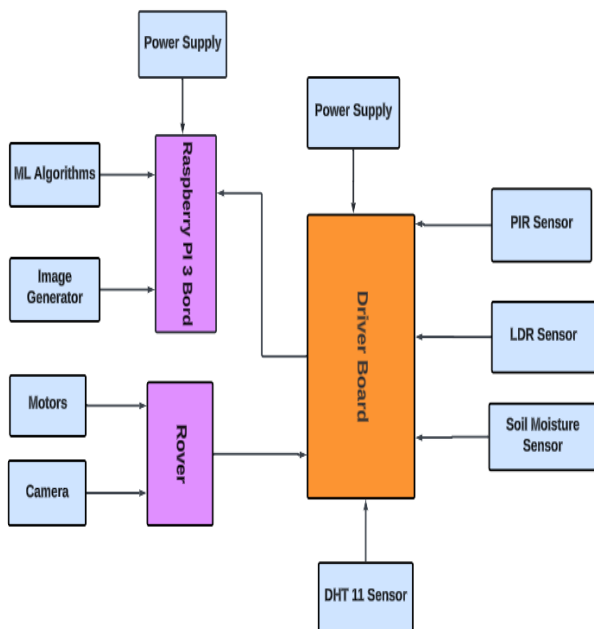 Power Supply
Power Supply
ML Algorithms
Raspberry PI 3 Bord
PIR Sensor
Image
Generator
Driver Board
LDR Sensor
Motors
Rover
Soil Moisture
Sensor
Camera
DHT 11 Sensor